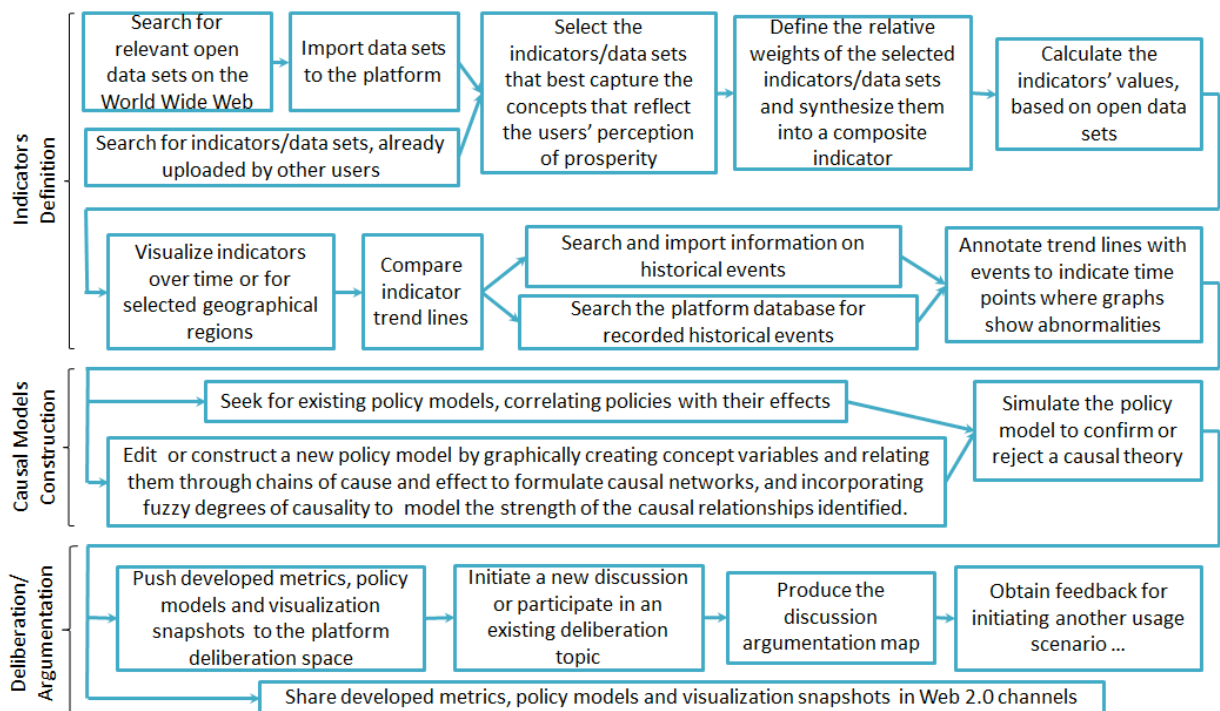 Indicators
Definition
Search for
relevant open
data sets on the
World Wide Web
Import data sets
to the platform
Search for indicators/data sets, already
uploaded by other users
Select the
indicators/data sets
that best capture the
concepts that reflect
the users’ perception
of prosperity
Define the relative
weights of the selected
indicators/data sets
and synthesize them
into a composite
indicator
Calculate the
indicators’ values,
based on open data
sets
Visualize indicators
over time or for
selected geographical
regions
Compare
indicator
trend lines
Search and import information on
historical events
Search the platform database for
recorded historical events
Annotate trend lines with
events to indicate time
points where graphs
show abnormalities
Causal Models
Construction
Seek for existing policy models, correlating policies with their effects
Edit or construct a new policy model by graphically creating concept variables and relating
them through chains of cause and effect to formulate causal networks, and incorporating
fuzzy degrees of causality to model the strength of the causal relationships identified.
Simulate the policy
model to confirm or
reject a causal theory
Deliberation/
Argumentation
Push developed metrics, policy
models and visualization
snapshots to the platform
deliberation space
Initiate a new discussion
or participate in an
existing deliberation
topic
Produce the
discussion
argumentation map
Obtain feedback for
initiating another usage
scenario ...
Share developed metrics, policy models and visualization snapshots in Web 2.0 channels